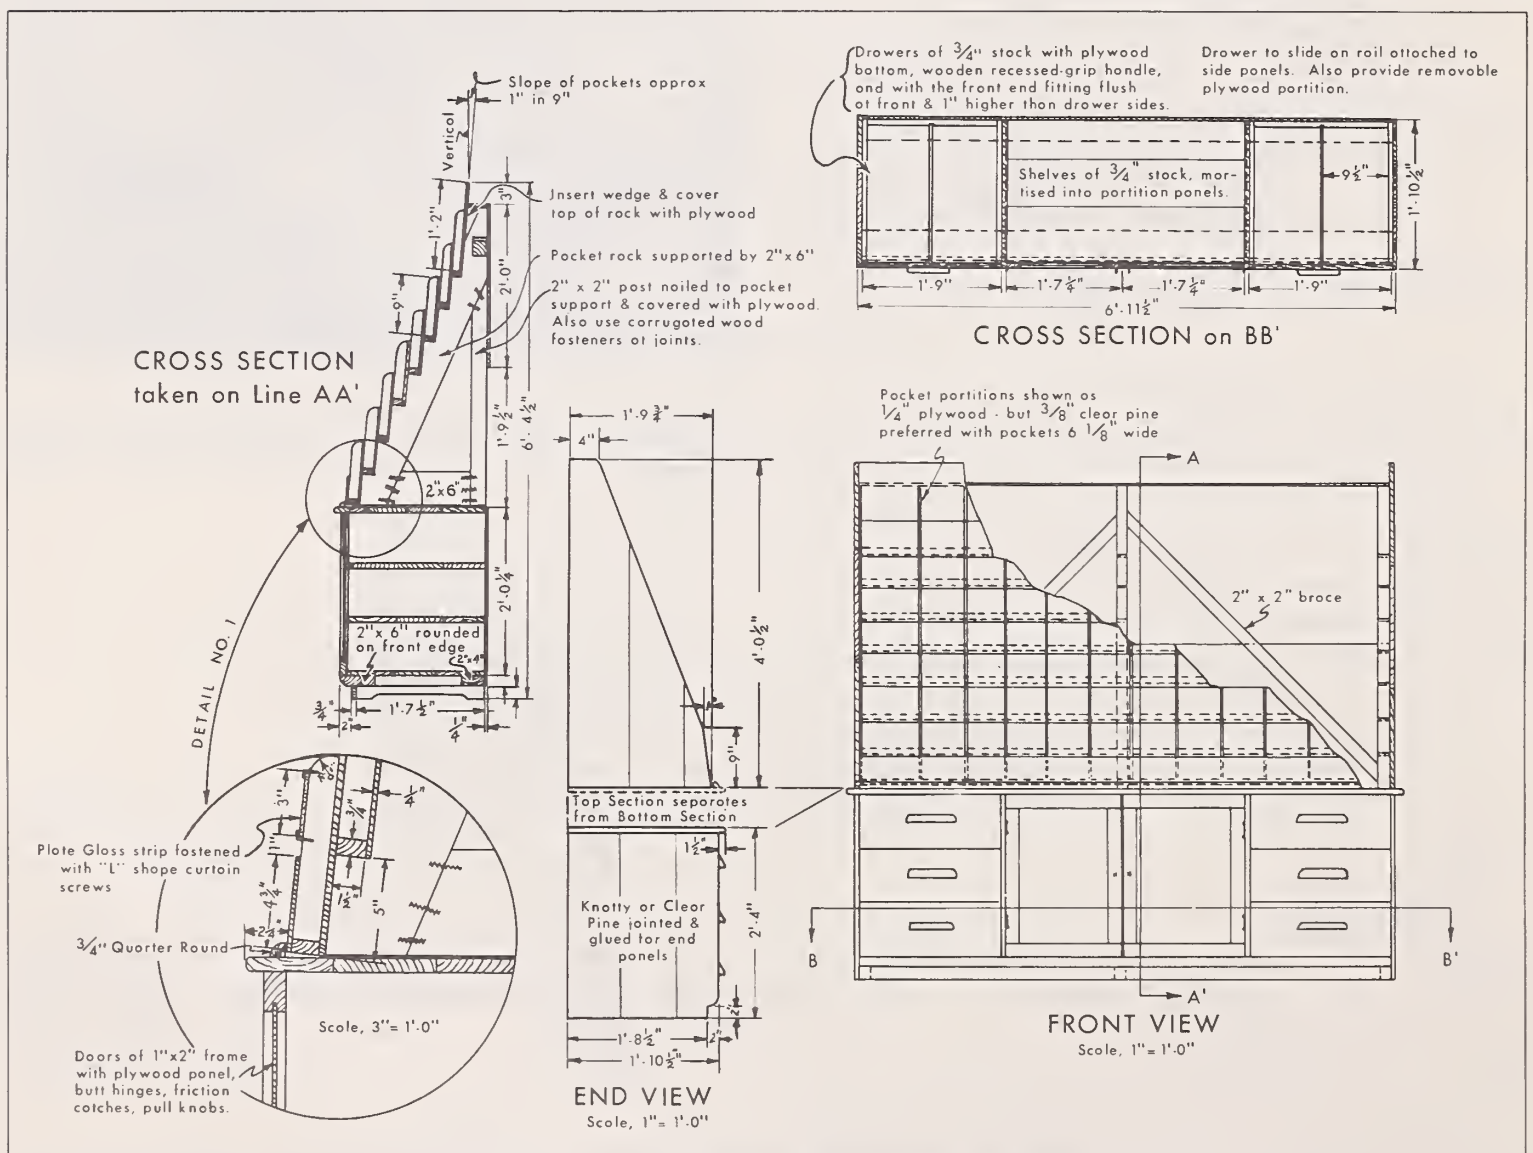 Slope of pockets approx
1" in 9"
Vertical
3"
Insert wedge & cover
top of rack with plywood
1'-2"
2'-0"
Pocket rack supported by 2"x6"
2" x 2" post nailed to pocket
support & covered with plywood.
Also use corrugated wood
fasteners at joints.
9"
CROSS SECTION
taken on Line AA'
1'-9½"
6'-4½"
2"x6"
2'-0¼"
2"x 6" rounded
on front edge
2"x4"
¾"
2"
1'-7½"
¼"
DETAIL NO. 1
Drawers of ¾" stock with plywood
bottom, wooden recessed-grip handle,
and with the front end fitting flush
at front & 1" higher than drawer sides.
Drawer to slide on rail attached to
side panels. Also provide removable
plywood partition.
Shelves of ¾" stock, mor-
tised into partition panels.
9½"
1'-10½"
1'-9"
1'-7¼"
1'-7¼"
1'-9"
6'-11½"
CROSS SECTION on BB'
1'-9¾"
4"
4'-0½"
9"
Top Section separates
from Bottom Section
1½"
Knotty or Clear
Pine jointed &
glued for end
panels
2'-4"
2"
1'-8½"
2"
1'-10½"
END VIEW
Scale, 1"= 1'-0"
Pocket partitions shown as
¼" plywood - but 3/8" clear pine
preferred with pockets 6 1/8" wide
A
2" x 2" brace
B
B'
A'
FRONT VIEW
Scale, 1"= 1'-0"
3"
¾"
¼"
1"
Plate Glass strip fastened
with "L" shape curtain
screws
4¾"
1½"
5"
2¼"
¾" Quarter Round
Scale, 3"= 1'-0"
Doors of 1"x2" frame
with plywood panel,
butt hinges, friction
catches, pull knobs.